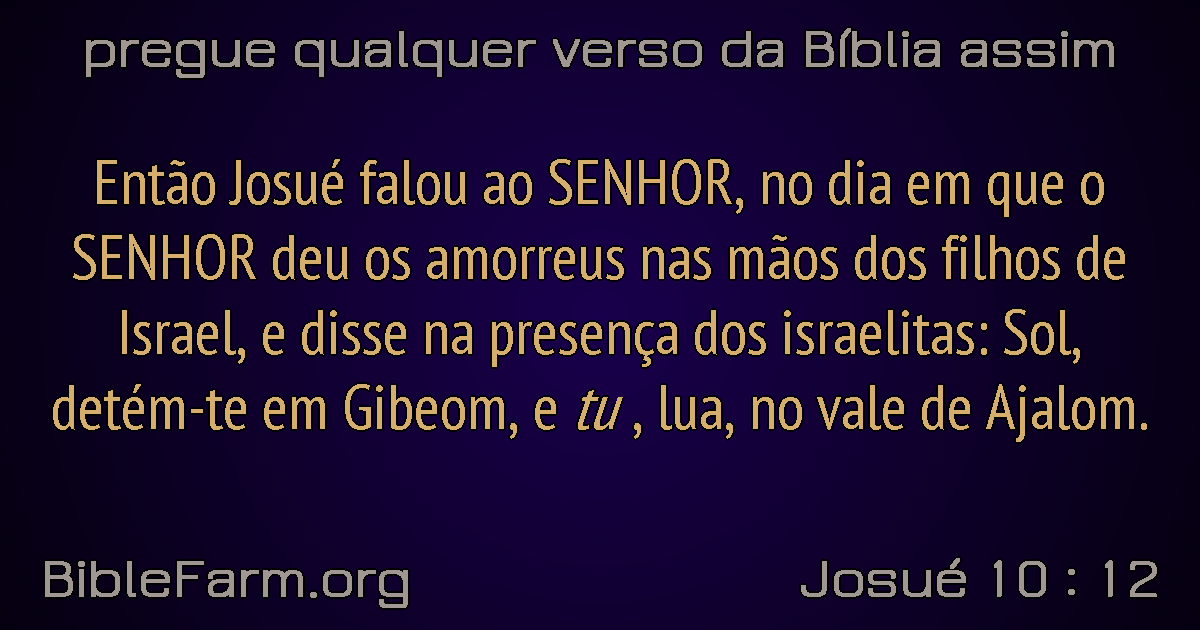 pregue qualquer verso da Bíblia assim
Então Josué falou ao SENHOR, no dia em que o
SENHOR deu os amorreus nas mãos dos filhos de
Israel, e disse na presença dos israelitas: Sol,
detém-te em Gibeom, e tu , lua, no vale de Ajalom.
BibleFarm.org
Josué 10 : 12